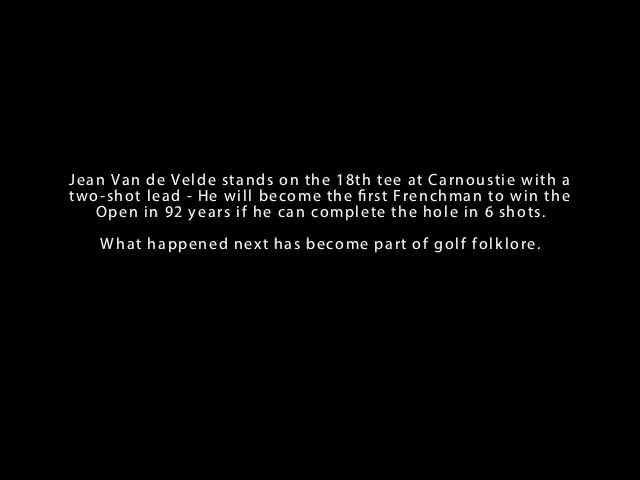 Jean Van de Velde stands on the 18th tee at Carnoustie with a
two-shot lead - He will become the first Frenchman to win the
Open in 92 years if he can complete the hole in 6 shots.
What happened next has become part of golf folklore.